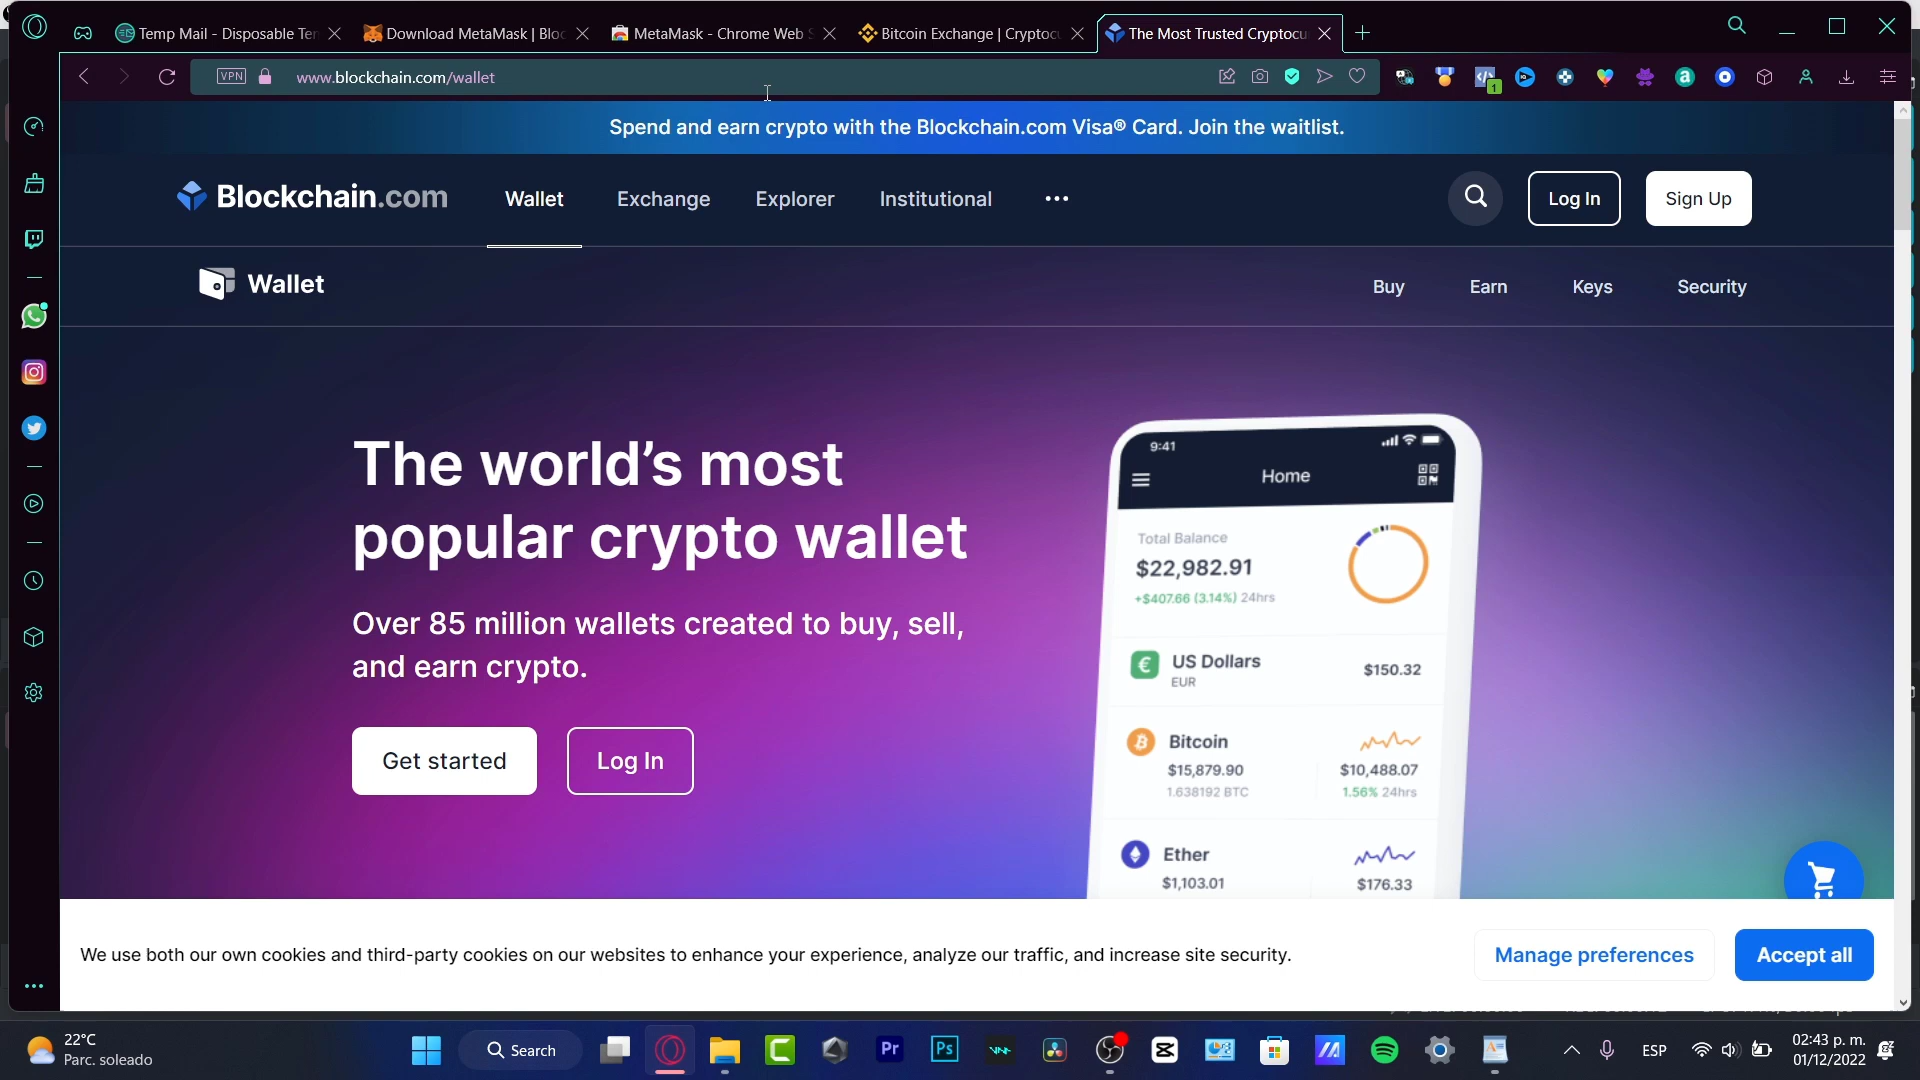 Temp Mail - Disposable Ter
Download MetaMask | Bloc
MetaMask - Chrome Web S
Bitcoin Exchange | Cryptocu
The Most Trusted Cryptocu
VPN
www.blockchain.com/wallet
1
Spend and earn crypto with the Blockchain.com Visa® Card. Join the waitlist.
Blockchain.com
Wallet
Exchange
Explorer
Institutional
Log In
Sign Up
Wallet
Buy
Earn
Keys
Security
The world's most
popular crypto wallet
Over 85 million wallets created to buy, sell,
and earn crypto.
Get started
Log In
9:41
Home
Total Balance
$22,982.91
+$407.66 (3.14%) 24hrs
US Dollars
EUR
$150.32
Bitcoin
$15,879.90
$10,488.07
1.638192 BTC
1.56% 24hrs
Ether
$1,103.01
$176.33
We use both our own cookies and third-party cookies on our websites to enhance your experience, analyze our traffic, and increase site security.
Manage preferences
Accept all
22°C
Parc. soleado
Search
Pr
Ps
ESP
02:43 p. m.
01/12/2022